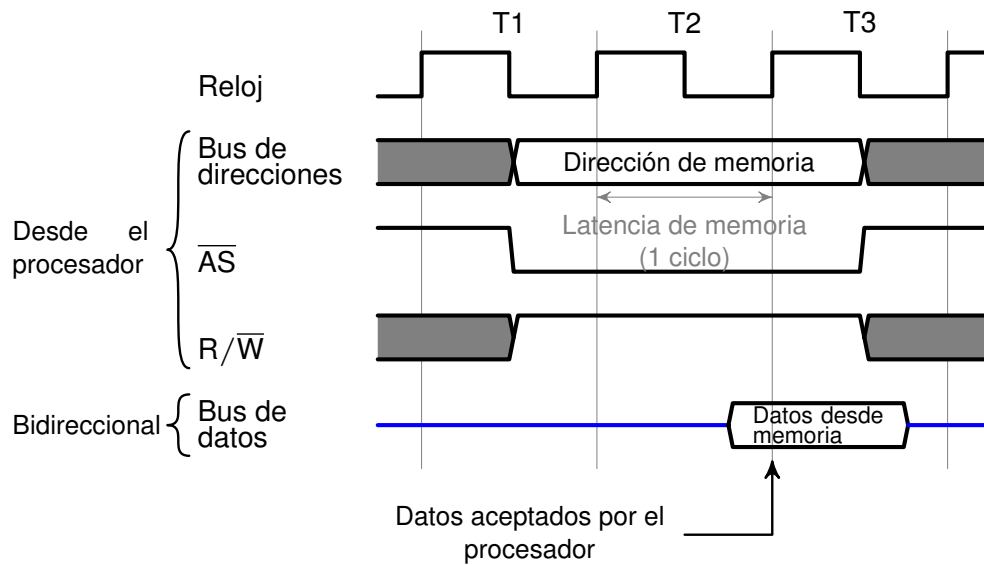 T1 T2 T3
Reloj
Bus de
direcciones
Dirección de memoria
Desde el
procesador
Latencia de memoria
(1 ciclo)
A̅S̅
R/W̅
Bidireccional
Bus de
datos
Datos desde
memoria
Datos aceptados por el
procesador